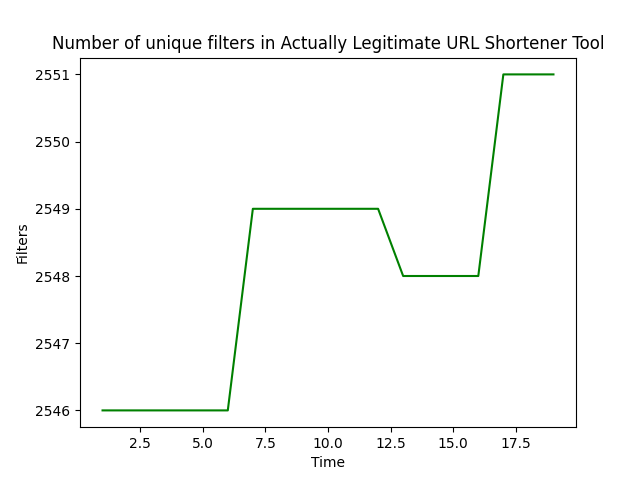 Number of unique filters in Actually Legitimate URL Shortener Tool
2551
2550
2549
2548
2547
2546
Filters
2.5 5.0 7.5 10.0 12.5 15.0 17.5
Time